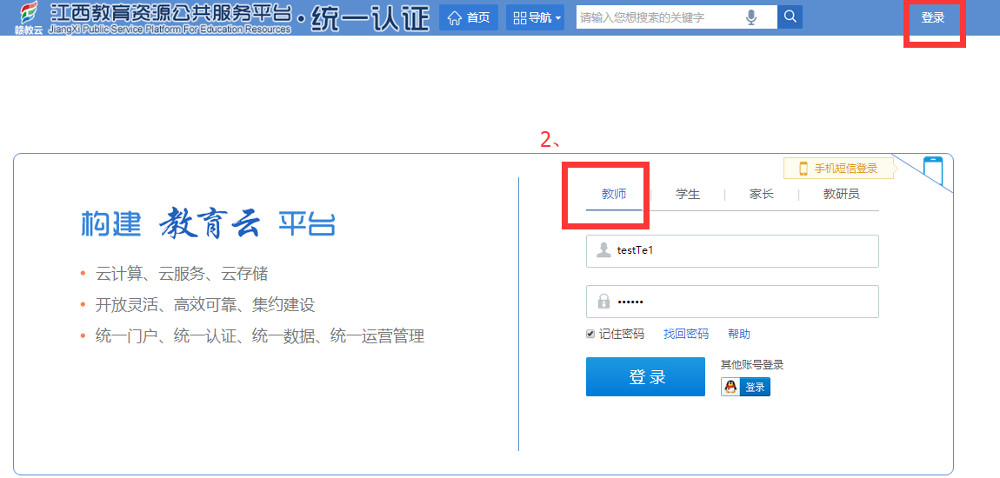 赣教云
江西教育资源公共服务平台·统一认证
JiangXi Public Service Platform For Education Resources
首页
导航
请输入您想搜索的关键字
登录
2、
手机短信登录
教师 学生 家长 教研员
构建 教育云 平台
云计算、云服务、云存储
开放灵活、高效可靠、集约建设
统一门户、统一认证、统一数据、统一运营管理
testTe1
••••••
记住密码 找回密码 帮助
登录
其他账号登录
登录